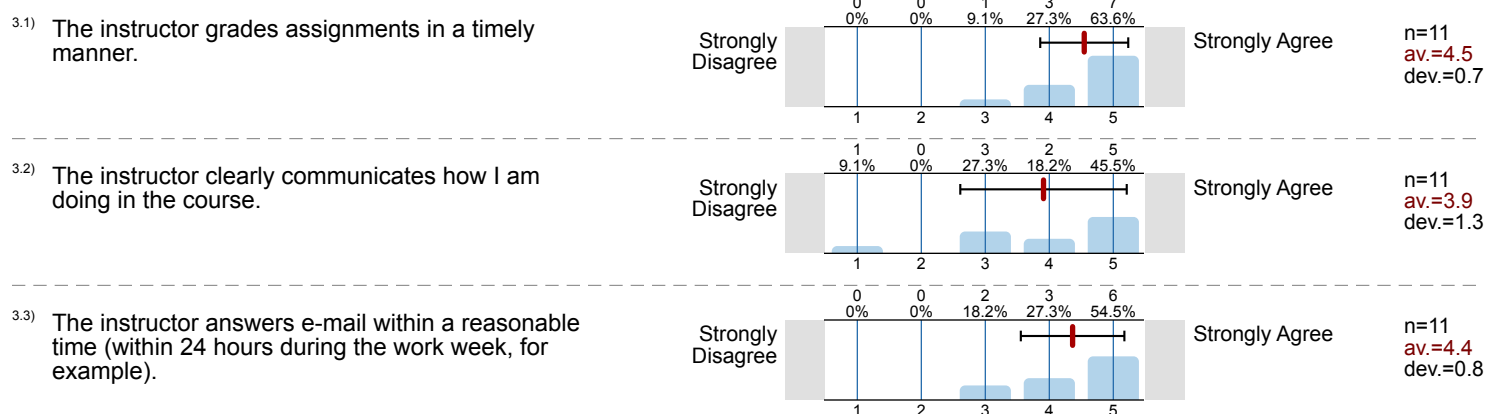 0 0 1 3 7
0% 0% 9.1% 27.3% 63.6%
3.1) The instructor grades assignments in a timely
manner.
Strongly
Disagree
Strongly Agree
n=11
av.=4.5
dev.=0.7
1 2 3 4 5
1 0 3 2 5
9.1% 0% 27.3% 18.2% 45.5%
3.2) The instructor clearly communicates how I am
doing in the course.
Strongly
Disagree
Strongly Agree
n=11
av.=3.9
dev.=1.3
1 2 3 4 5
0 0 2 3 6
0% 0% 18.2% 27.3% 54.5%
3.3) The instructor answers e-mail within a reasonable
time (within 24 hours during the work week, for
example).
Strongly
Disagree
Strongly Agree
n=11
av.=4.4
dev.=0.8
1 2 3 4 5